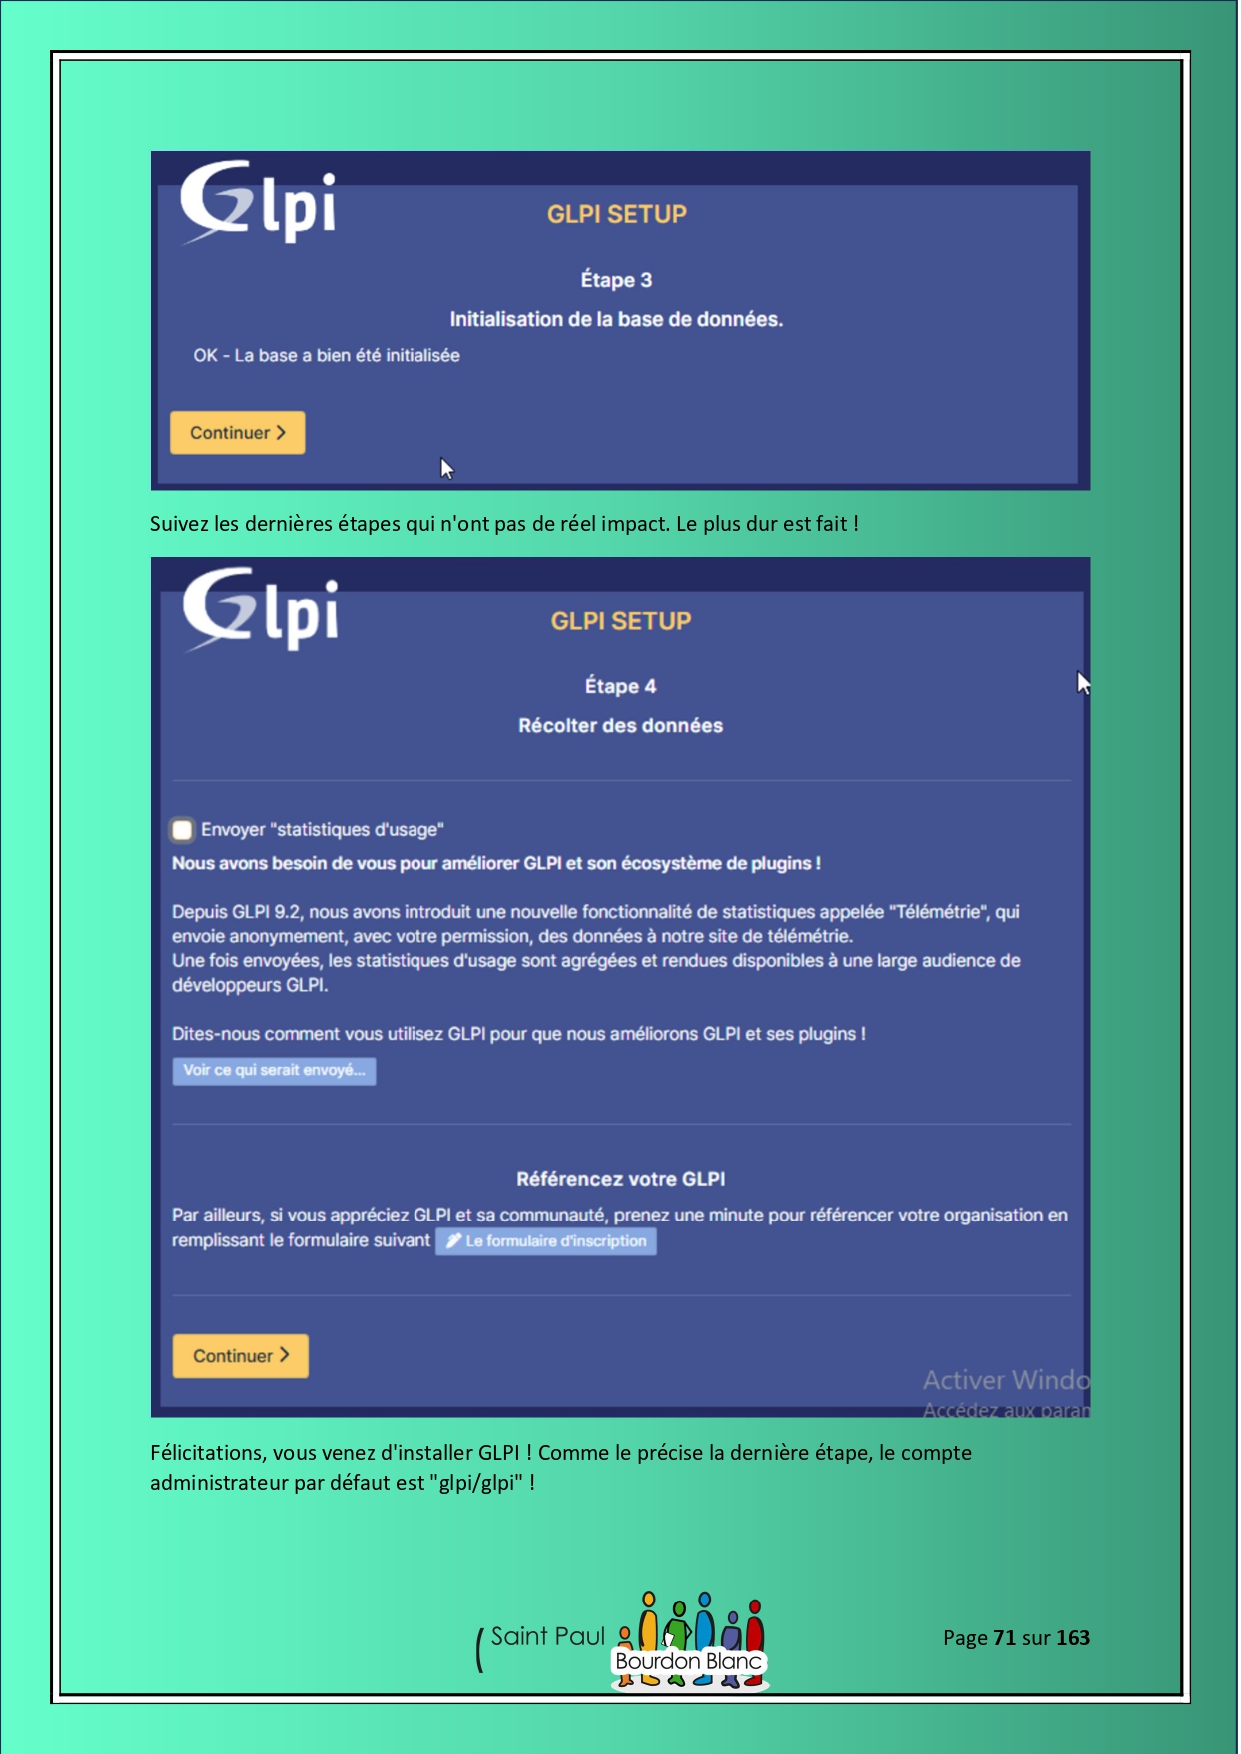 Glpi
GLPI SETUP
Étape 3
Initialisation de la base de données.
OK - La base a bien été initialisée
Continuer >
Suivez les dernières étapes qui n'ont pas de réel impact. Le plus dur est fait !
Glpi
GLPI SETUP
Étape 4
Récolter des données
Envoyer "statistiques d'usage"
Nous avons besoin de vous pour améliorer GLPI et son écosystème de plugins !
Depuis GLPI 9.2, nous avons introduit une nouvelle fonctionnalité de statistiques appelée "Télémétrie", qui
envoie anonymement, avec votre permission, des données à notre site de télémétrie.
Une fois envoyées, les statistiques d'usage sont agrégées et rendues disponibles à une large audience de
développeurs GLPI.
Dites-nous comment vous utilisez GLPI pour que nous améliorons GLPI et ses plugins !
Voir ce qui serait envoyé...
Référencez votre GLPI
Par ailleurs, si vous appréciez GLPI et sa communauté, prenez une minute pour référencer votre organisation en
remplissant le formulaire suivant Le formulaire d'inscription
Continuer >
Activer Windo
Accédez aux param
Félicitations, vous venez d'installer GLPI ! Comme le précise la dernière étape, le compte
administrateur par défaut est "glpi/glpi" !
Saint Paul
Bourdon Blanc
Page 71 sur 163